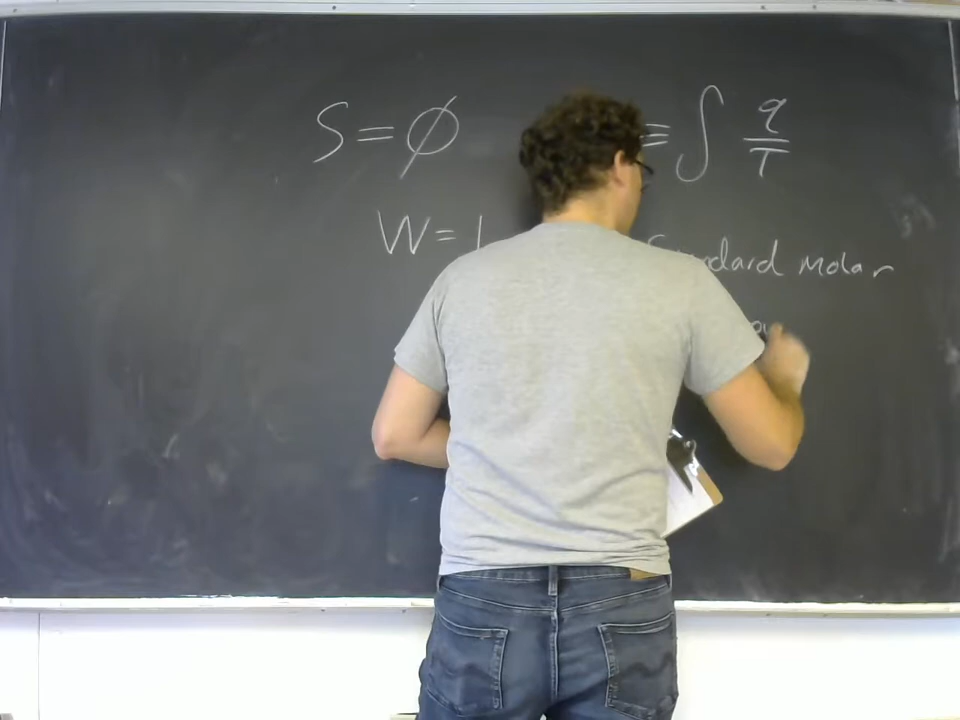 S = ∅ = ∫ q/T
W = 1
Standard molar